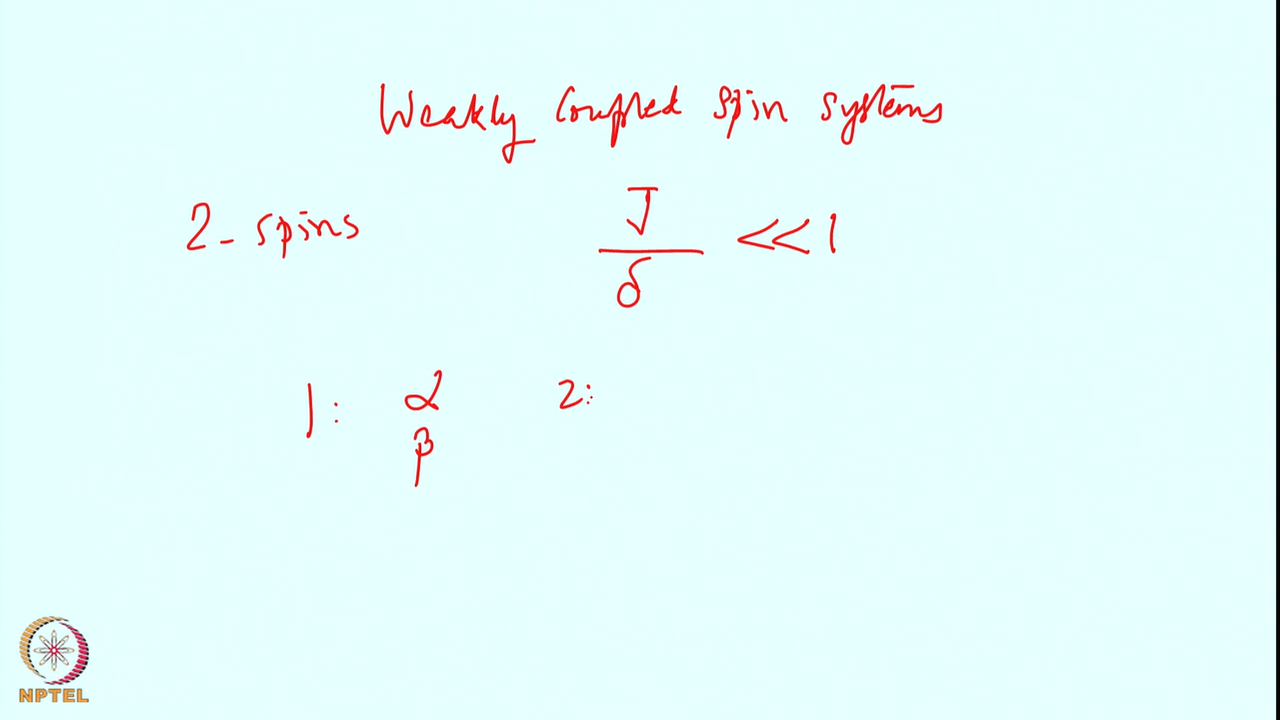 Weakly Coupled Spin Systems
2- spins
J
δ
<< 1
1: α 2:
β
NPTEL